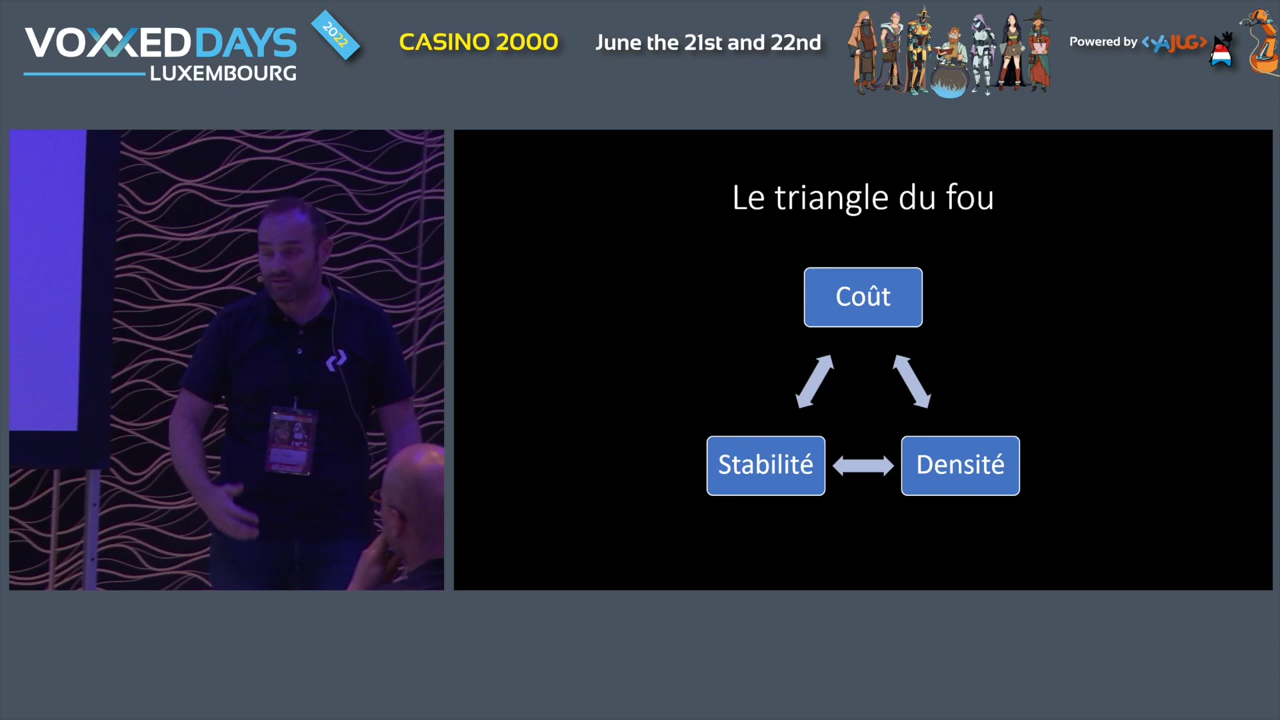 VOXXED DAYS
LUXEMBOURG
2022
CASINO 2000
June the 21st and 22nd
Powered by <YAJUG>
Le triangle du fou
Coût
Stabilité
Densité